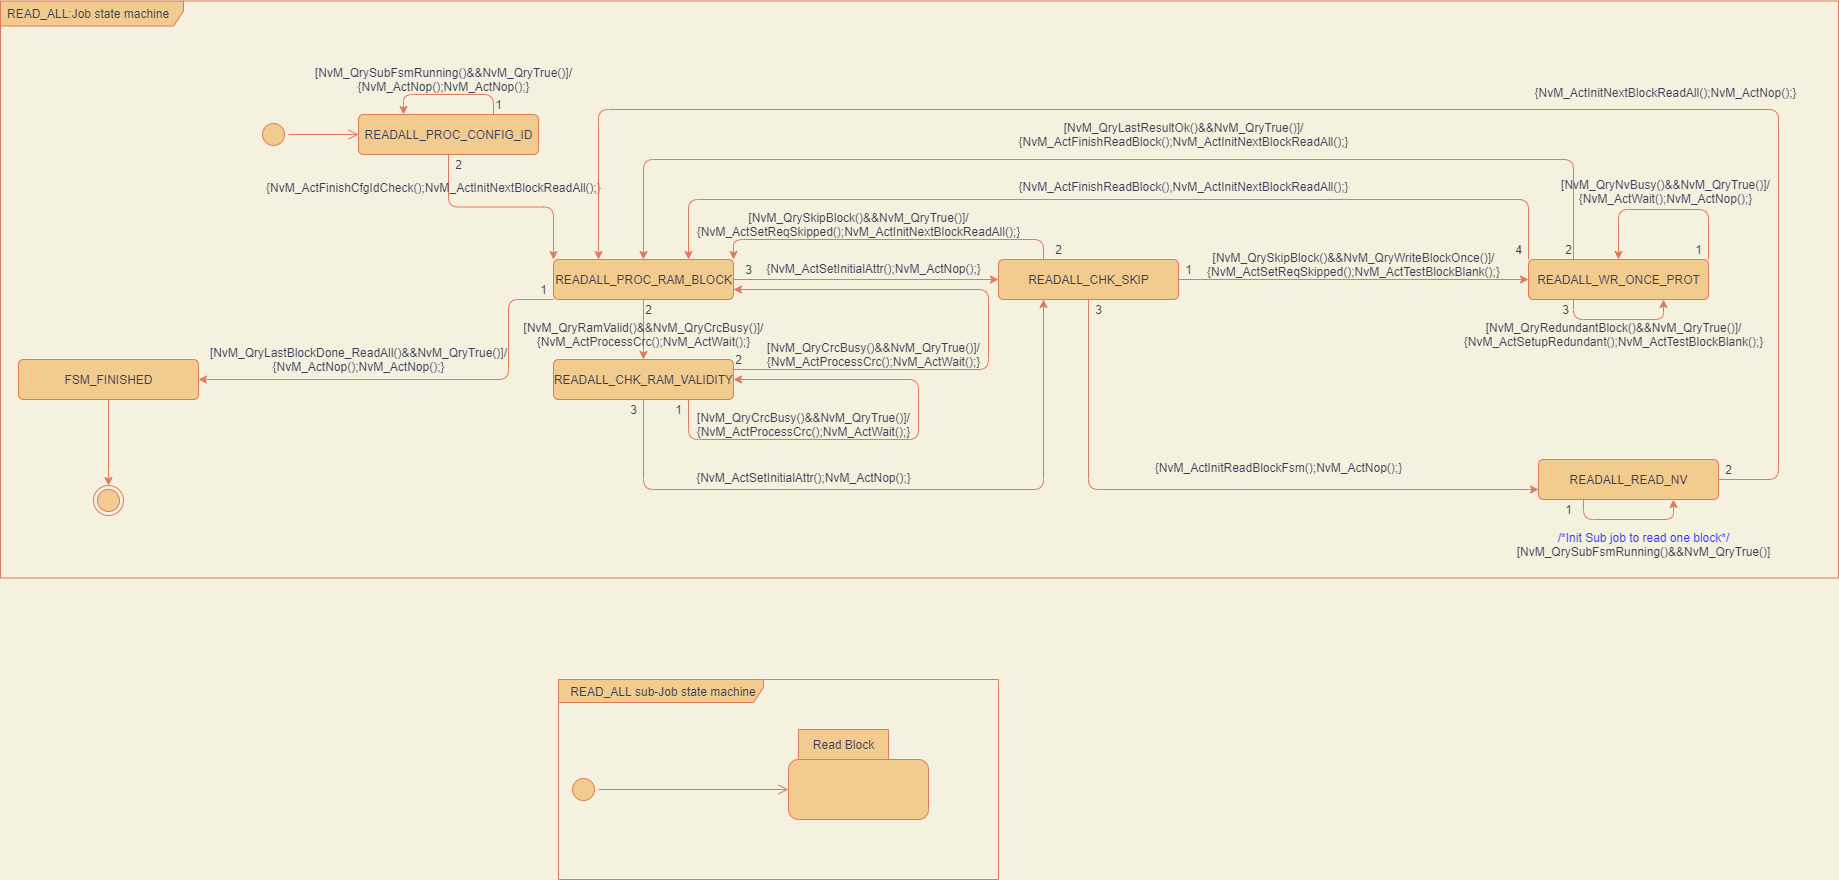 READ_ALL:Job state machine
[NvM_QrySubFsmRunning()&&NvM_QryTrue()]/
{NvM_ActNop();NvM_ActNop();}
1
READALL_PROC_CONFIG_ID
2
{NvM_ActFinishCfgIdCheck();NvM_ActInitNextBlockReadAll();}
{NvM_ActInitNextBlockReadAll();NvM_ActNop();}
[NvM_QryLastResultOk()&&NvM_QryTrue()]/
{NvM_ActFinishReadBlock();NvM_ActInitNextBlockReadAll();}
{NvM_ActFinishReadBlock(),NvM_ActInitNextBlockReadAll();}
[NvM_QryNvBusy()&&NvM_QryTrue()]/
{NvM_ActWait();NvM_ActNop();}
[NvM_QrySkipBlock()&&NvM_QryTrue()]/
{NvM_ActSetReqSkipped();NvM_ActInitNextBlockReadAll();}
2
4
2
1
READALL_PROC_RAM_BLOCK
3
{NvM_ActSetInitialAttr();NvM_ActNop();}
READALL_CHK_SKIP
1
[NvM_QrySkipBlock()&&NvM_QryWriteBlockOnce()]/
{NvM_ActSetReqSkipped();NvM_ActTestBlockBlank();}
READALL_WR_ONCE_PROT
1
2
3
3
[NvM_QryRamValid()&&NvM_QryCrcBusy()]/
{NvM_ActProcessCrc();NvM_ActWait();}
[NvM_QryRedundantBlock()&&NvM_QryTrue()]/
{NvM_ActSetupRedundant();NvM_ActTestBlockBlank();}
[NvM_QryLastBlockDone_ReadAll()&&NvM_QryTrue()]/
{NvM_ActNop();NvM_ActNop();}
2
[NvM_QryCrcBusy()&&NvM_QryTrue()]/
{NvM_ActProcessCrc();NvM_ActWait();}
FSM_FINISHED
READALL_CHK_RAM_VALIDITY
3
1
[NvM_QryCrcBusy()&&NvM_QryTrue()]/
{NvM_ActProcessCrc();NvM_ActWait();}
{NvM_ActSetInitialAttr();NvM_ActNop();}
{NvM_ActInitReadBlockFsm();NvM_ActNop();}
READALL_READ_NV
2
1
/*Init Sub job to read one block*/
[NvM_QrySubFsmRunning()&&NvM_QryTrue()]
READ_ALL sub-Job state machine
Read Block